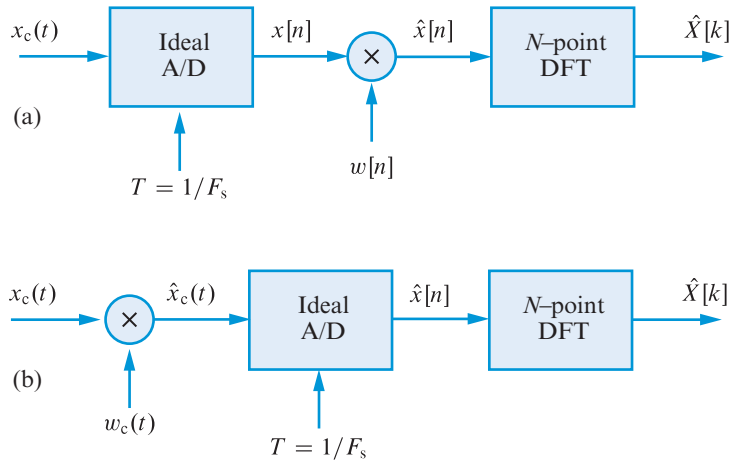 x_c(t)
Ideal
A/D
x[n]
x̂[n]
N–point
DFT
X̂[k]
×
(a)
T = 1/F_s
w[n]
x_c(t)
x̂_c(t)
Ideal
A/D
x̂[n]
N–point
DFT
X̂[k]
×
(b)
w_c(t)
T = 1/F_s